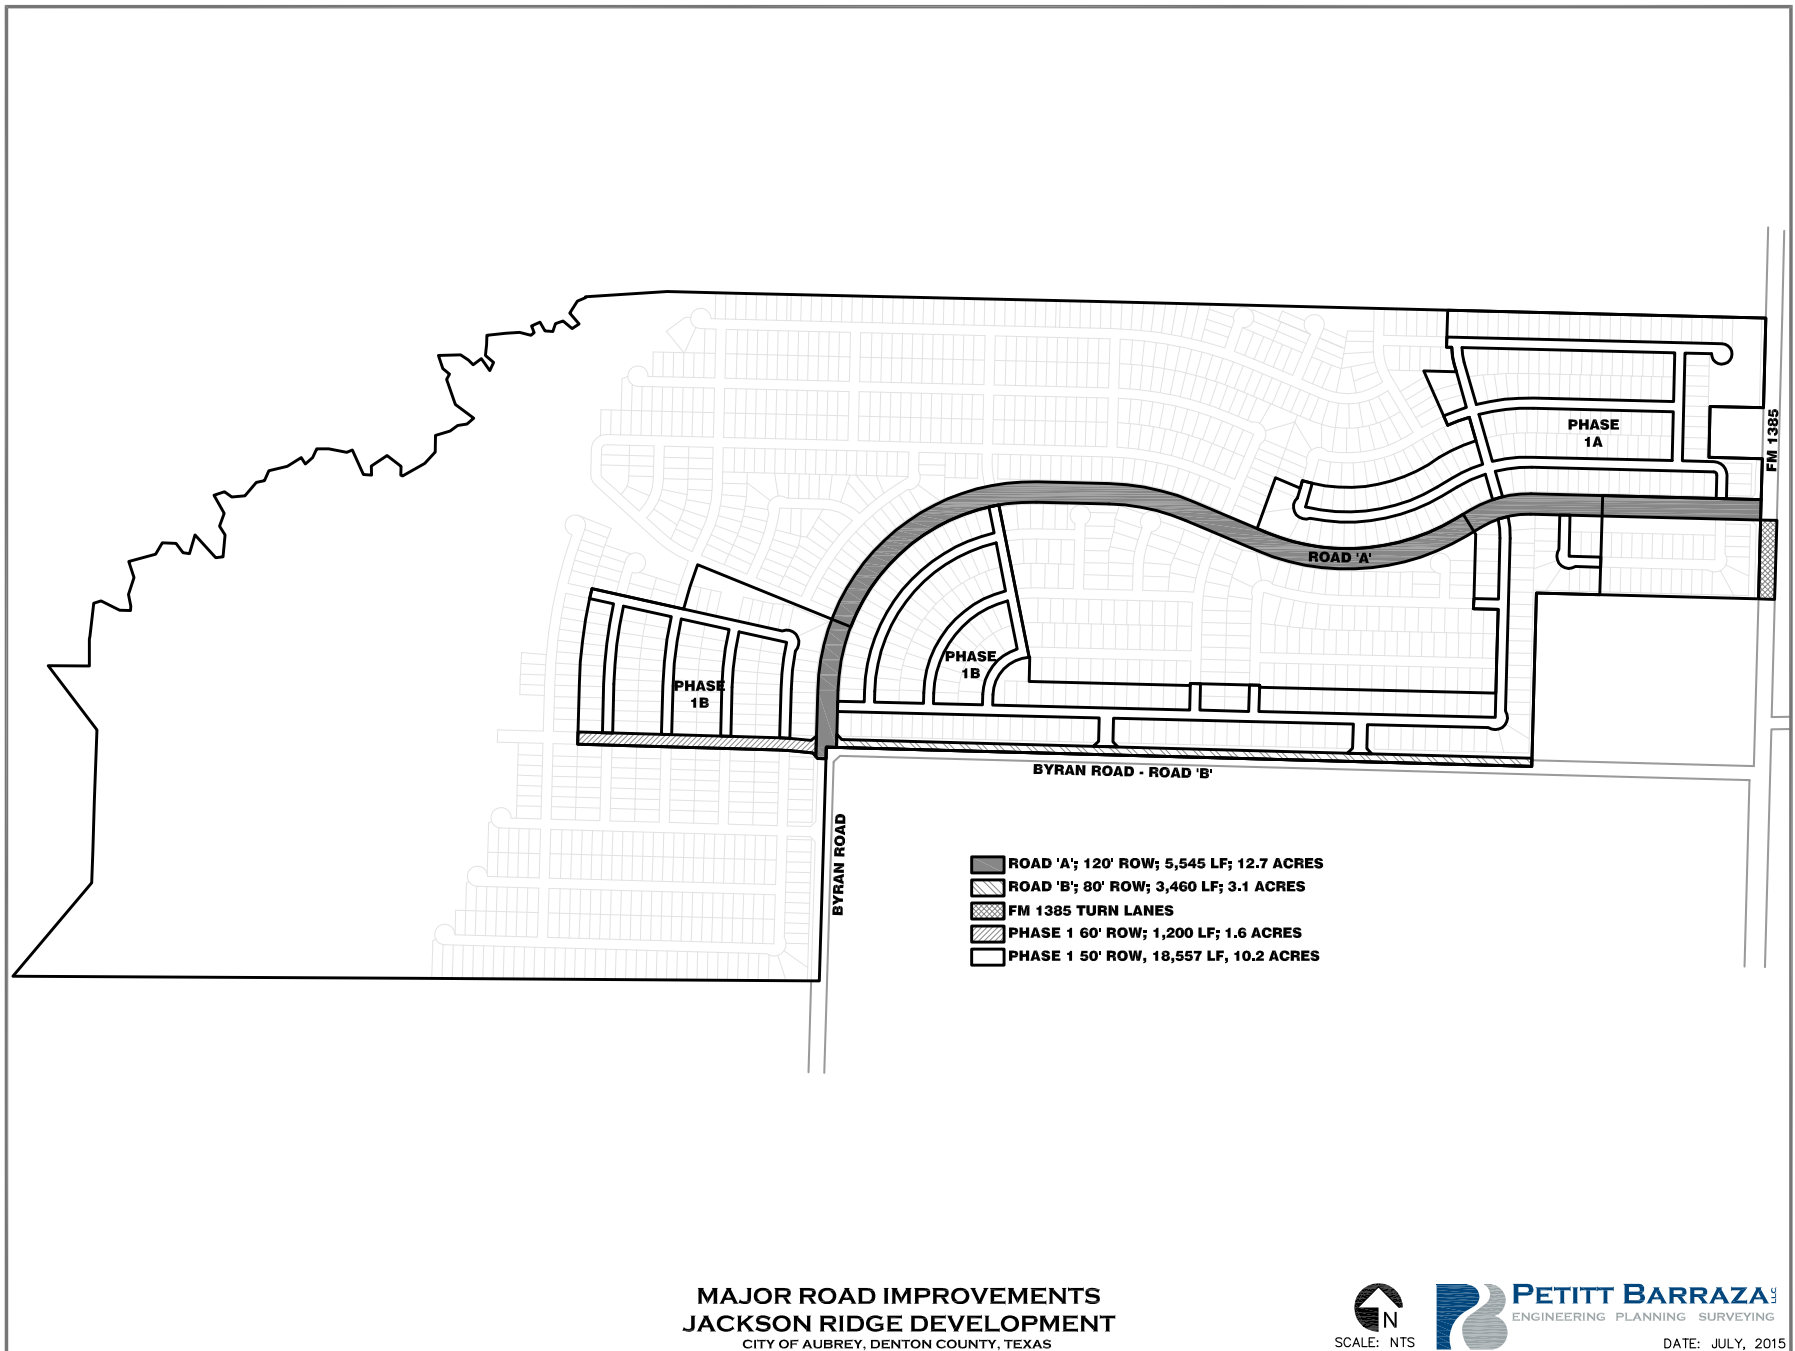 FM 1385
PHASE
1A
ROAD 'A'
PHASE
1B
PHASE
1B
BYRAN ROAD - ROAD 'B'
BYRAN ROAD
ROAD 'A'; 120' ROW; 5,545 LF; 12.7 ACRES
ROAD 'B'; 80' ROW; 3,460 LF; 3.1 ACRES
FM 1385 TURN LANES
PHASE 1 60' ROW; 1,200 LF; 1.6 ACRES
PHASE 1 50' ROW, 18,557 LF, 10.2 ACRES
MAJOR ROAD IMPROVEMENTS
JACKSON RIDGE DEVELOPMENT
CITY OF AUBREY, DENTON COUNTY, TEXAS
N
SCALE: NTS
PETITT BARRAZA LLC
ENGINEERING PLANNING SURVEYING
DATE: JULY, 2015